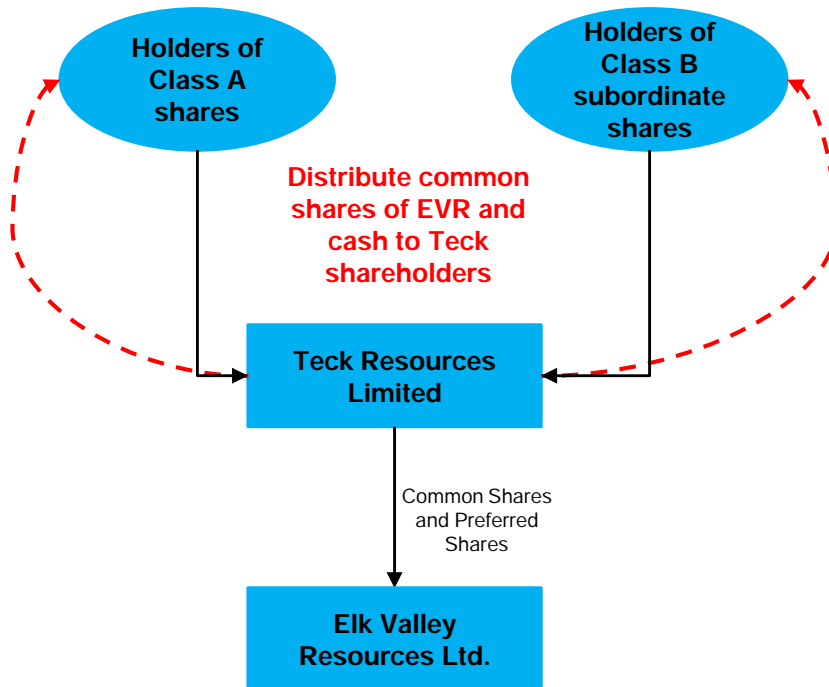 Holders of
Class A
shares
Holders of
Class B
subordinate
shares
Distribute common
shares of EVR and
cash to Teck
shareholders
Teck Resources
Limited
Common Shares
and Preferred
Shares
Elk Valley
Resources Ltd.